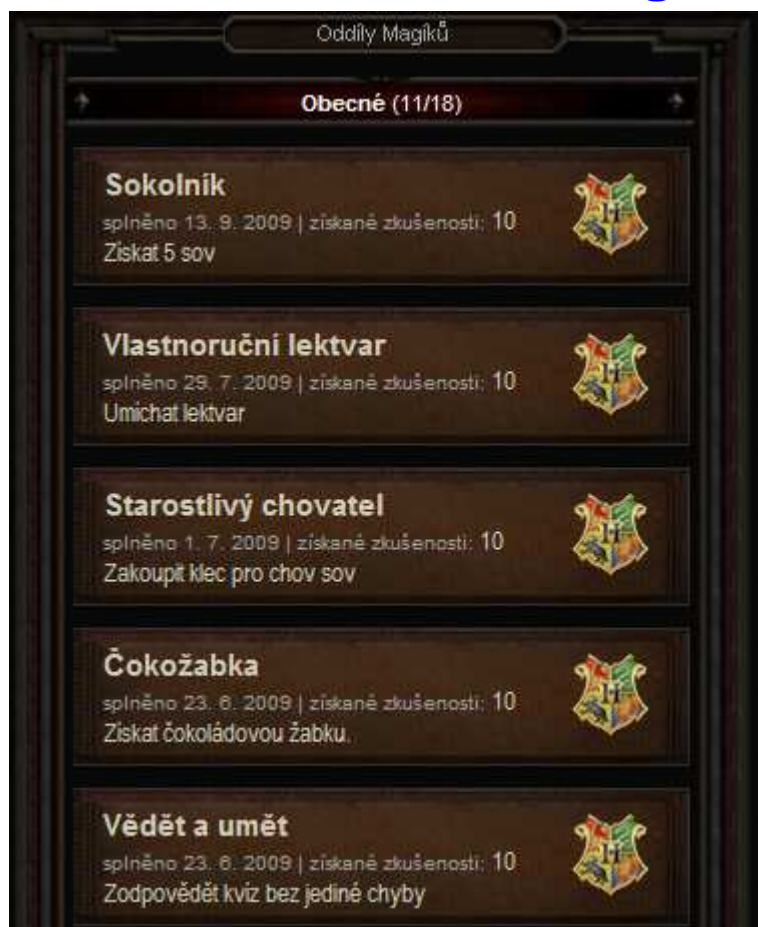 Oddíly Magiků
Obecné (11/18)
Sokolník
splněno 13. 9. 2009 | získané zkušenosti: 10
Získat 5 sov
Vlastnoruční lektvar
splněno 29. 7. 2009 | získané zkušenosti: 10
Umíchat lektvar
Starostlivý chovatel
splněno 1. 7. 2009 | získané zkušenosti: 10
Zakoupit klec pro chov sov
Čokožabka
splněno 23. 6. 2009 | získané zkušenosti: 10
Získat čokoládovou žabku.
Vědět a umět
splněno 23. 6. 2009 | získané zkušenosti: 10
Zodpovědět kvíz bez jediné chyby